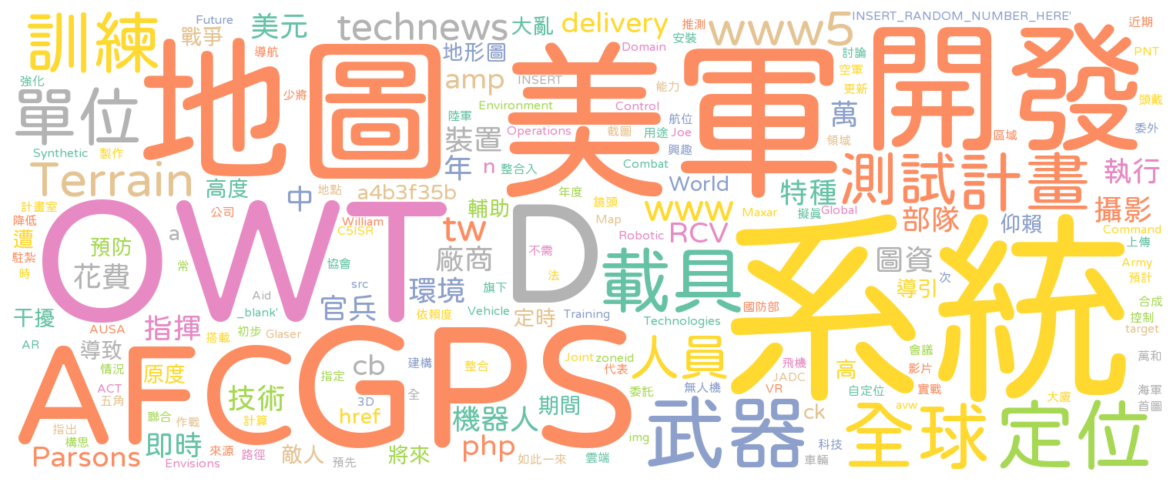 訓練 戰爭 Future 美元 導航 technews 大亂 delivery 推測 安裝 www5 INSERT_RANDOM_NUMBER_HERE' 近期
強化 少將 地形圖 Domain 討論 空軍 更新 PNT
單位 地圖 amp INSERT 美軍 能力 萬 開發 頭戴
陸軍 Environment Control 航位 領域 區域 委外
Synthetic 製作 裝置 Operations 戰圖 用途 Joe 興趣
Terrain 高度 年 n 整合入 Combat 測試計畫 執行
計畫室 中 地點 a4b3f35b 年度 World 特種
降低 公司 William 輔助 鏡頭 Map www Maxar 擬真 Global 部隊 仰賴 攝影
遭 預防 a C5ISR OWT tw D 不需 Robotic RCV Command 上傳
駐紮 時 花費 常 協會 廠商 法 載具 系統 圖資 Army 預計
Aid src 環境 旗下 導引 次
干擾 _blank' 官兵 依賴度 Vehicle 定時 Training Technologies 國防部 合成 控制
AUSA 指揮 搭載 初步 Glaser target
AR 導致 AFC GPS cb 建構 整合 Joint zoneid 代表 人員 飛機 高 會議 影片 萬和
情況 原度 指定 JADC VR
ACT 五角 技術 3D href 全 機器人 期間 委託 無人機 自定位 實戰 大廈 海軍 首圖
指出 聯合 作戰 計算 武器 ck avw 全球 定位
構思 即時 來源 敵人 將來 php img 科技
Parsons Envisions 路徑 預先 如此一來 雲端 車輛